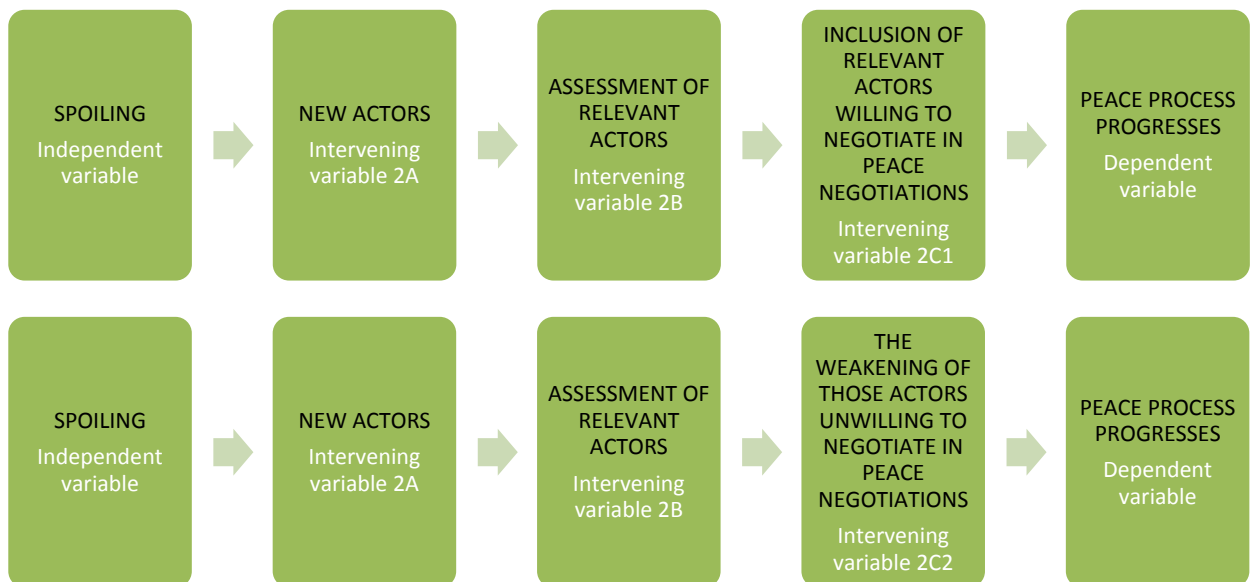 SPOILING
Independent
variable
NEW ACTORS
Intervening
variable 2A
ASSESSMENT OF
RELEVANT
ACTORS
Intervening
variable 2B
INCLUSION OF
RELEVANT
ACTORS
WILLING TO
NEGOTIATE IN
PEACE
NEGOTIATIONS
Intervening
variable 2C1
PEACE PROCESS
PROGRESSES
Dependent
variable
SPOILING
Independent
variable
NEW ACTORS
Intervening
variable 2A
ASSESSMENT OF
RELEVANT
ACTORS
Intervening
variable 2B
THE
WEAKENING OF
THOSE ACTORS
UNWILLING TO
NEGOTIATE IN
PEACE
NEGOTIATIONS
Intervening
variable 2C2
PEACE PROCESS
PROGRESSES
Dependent
variable